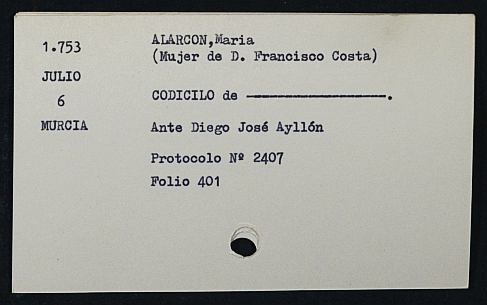 1.753
ALARCON,Maria
(Mujer de D. Francisco Costa)
JULIO
6
CODICILO de ————————.
MURCIA
Ante Diego José Ayllón
Protocolo Nº 2407
Folio 401